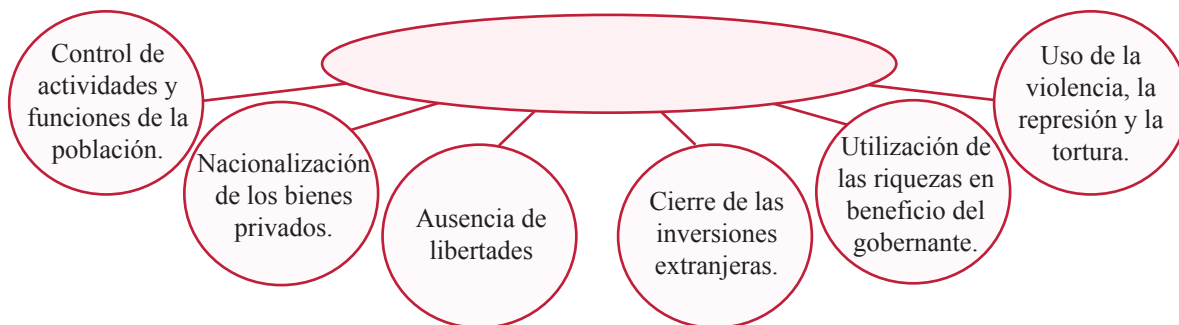 Control de
actividades y
funciones de la
población.
Nacionalización
de los bienes
privados.
Ausencia de
libertades
Cierre de las
inversiones
extranjeras.
Utilización de
las riquezas en
beneficio del
gobernante.
Uso de la
violencia, la
represión y la
tortura.